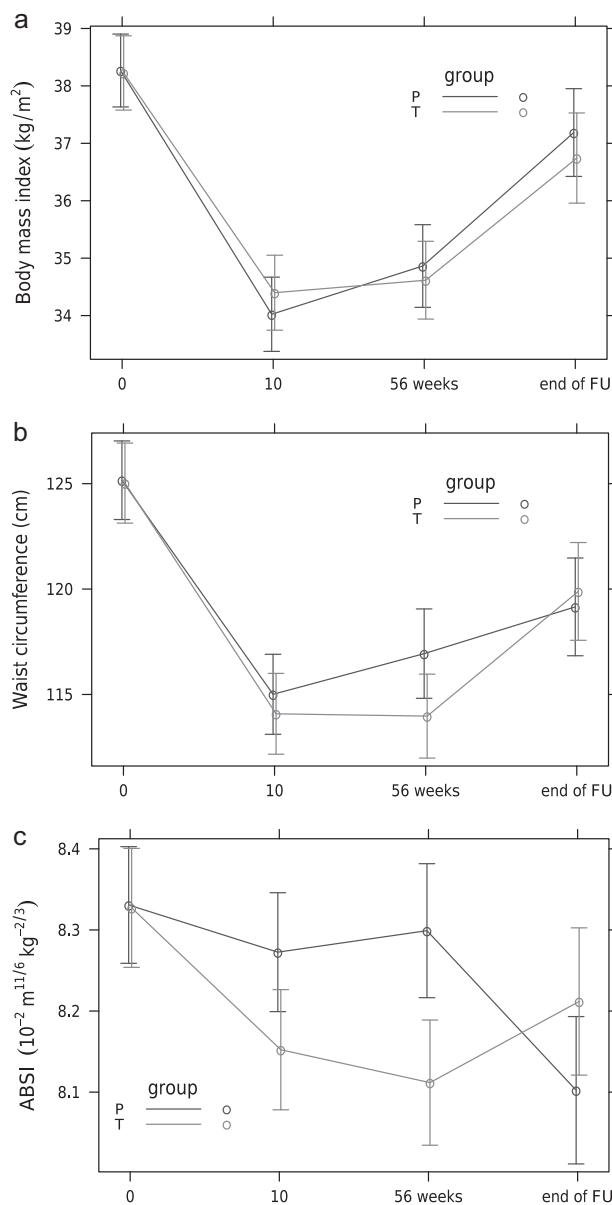 a
39
38
37
36
35
34
Body mass index (kg/m²)
group
P
T
0 10 56 weeks end of FU
b
125
120
115
Waist circumference (cm)
group
P
T
0 10 56 weeks end of FU
c
8.4
8.3
8.2
8.1
ABSI (10⁻² m¹¹/⁶ kg⁻²/³)
group
P
T
0 10 56 weeks end of FU